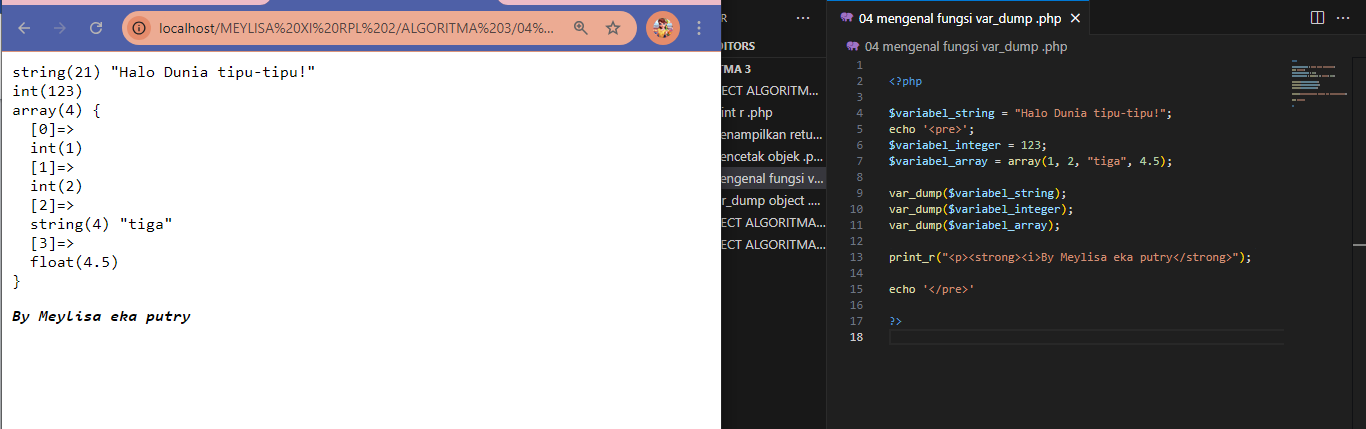 localhost/MEYLISA%20XI%20RPL%202/ALGORITMA%203/04%...
string(21) "Halo Dunia tipu-tipu!"
int(123)
array(4) {
  [0]=>
  int(1)
  [1]=>
  int(2)
  [2]=>
  string(4) "tiga"
  [3]=>
  float(4.5)
}
By Meylisa eka putry
R ...
DITORS
TMA 3
ECT ALGORITM...
int r .php
enampilkan retu...
encetak objek .p...
engenal fungsi v...
r_dump object ....
ECT ALGORITMA...
ECT ALGORITMA...
04 mengenal fungsi var_dump .php
04 mengenal fungsi var_dump .php
1
2 <?php
3
4 $variabel_string = "Halo Dunia tipu-tipu!";
5 echo '<pre>';
6 $variabel_integer = 123;
7 $variabel_array = array(1, 2, "tiga", 4.5);
8
9 var_dump($variabel_string);
10 var_dump($variabel_integer);
11 var_dump($variabel_array);
12
13 print_r("<p><strong><i>By Meylisa eka putry</strong>");
14
15 echo '</pre>'
16
17 ?>
18